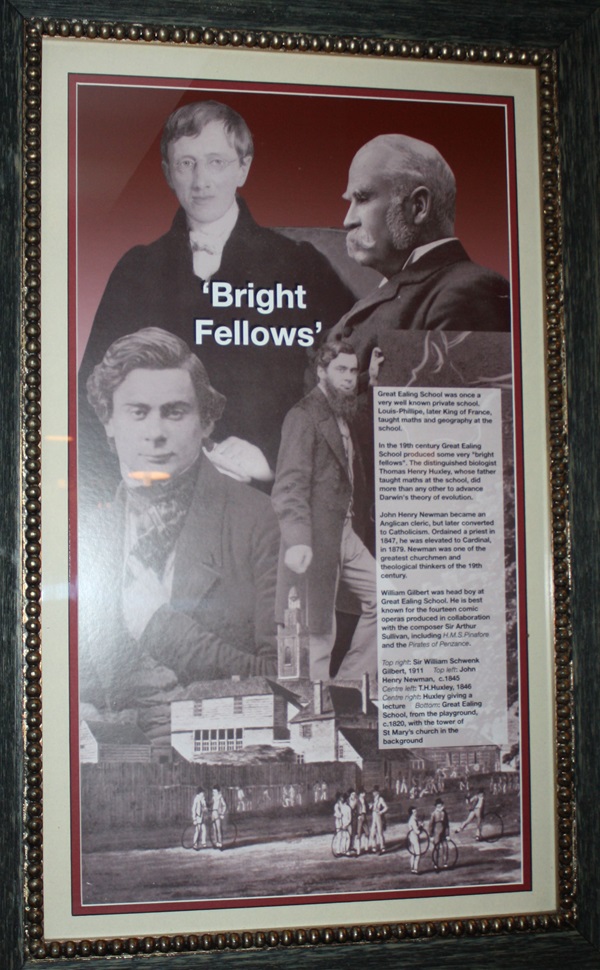 'Bright
Fellows'
Great Ealing School was once a
very well known private school,
Louis-Phillipe, later King of France,
taught maths and geography at the
school.
In the 19th century Great Ealing
School produced some very "bright
fellows". The distinguished biologist
Thomas Henry Huxley, whose father
taught maths at the school, did
more than any other to advance
Darwin's theory of evolution.
John Henry Newman became an
Anglican cleric, but later converted
to Catholicism. Ordained a priest in
1847, he was elevated to Cardinal,
in 1879. Newman was one of the
greatest churchmen and
theological thinkers of the 19th
century.
William Gilbert was head boy at
Great Ealing School. He is best
known for the fourteen comic
operas produced in collaboration
with the composer Sir Arthur
Sullivan, including H.M.S.Pinafore
and the Pirates of Penzance.
Top right: Sir William Schwenk
Gilbert, 1911 Top left: John
Henry Newman, c.1845
Centre left: T.H.Huxley, 1846
Centre right: Huxley giving a
lecture Bottom: Great Ealing
School, from the playground,
c.1820, with the tower of
St Mary's church in the
background